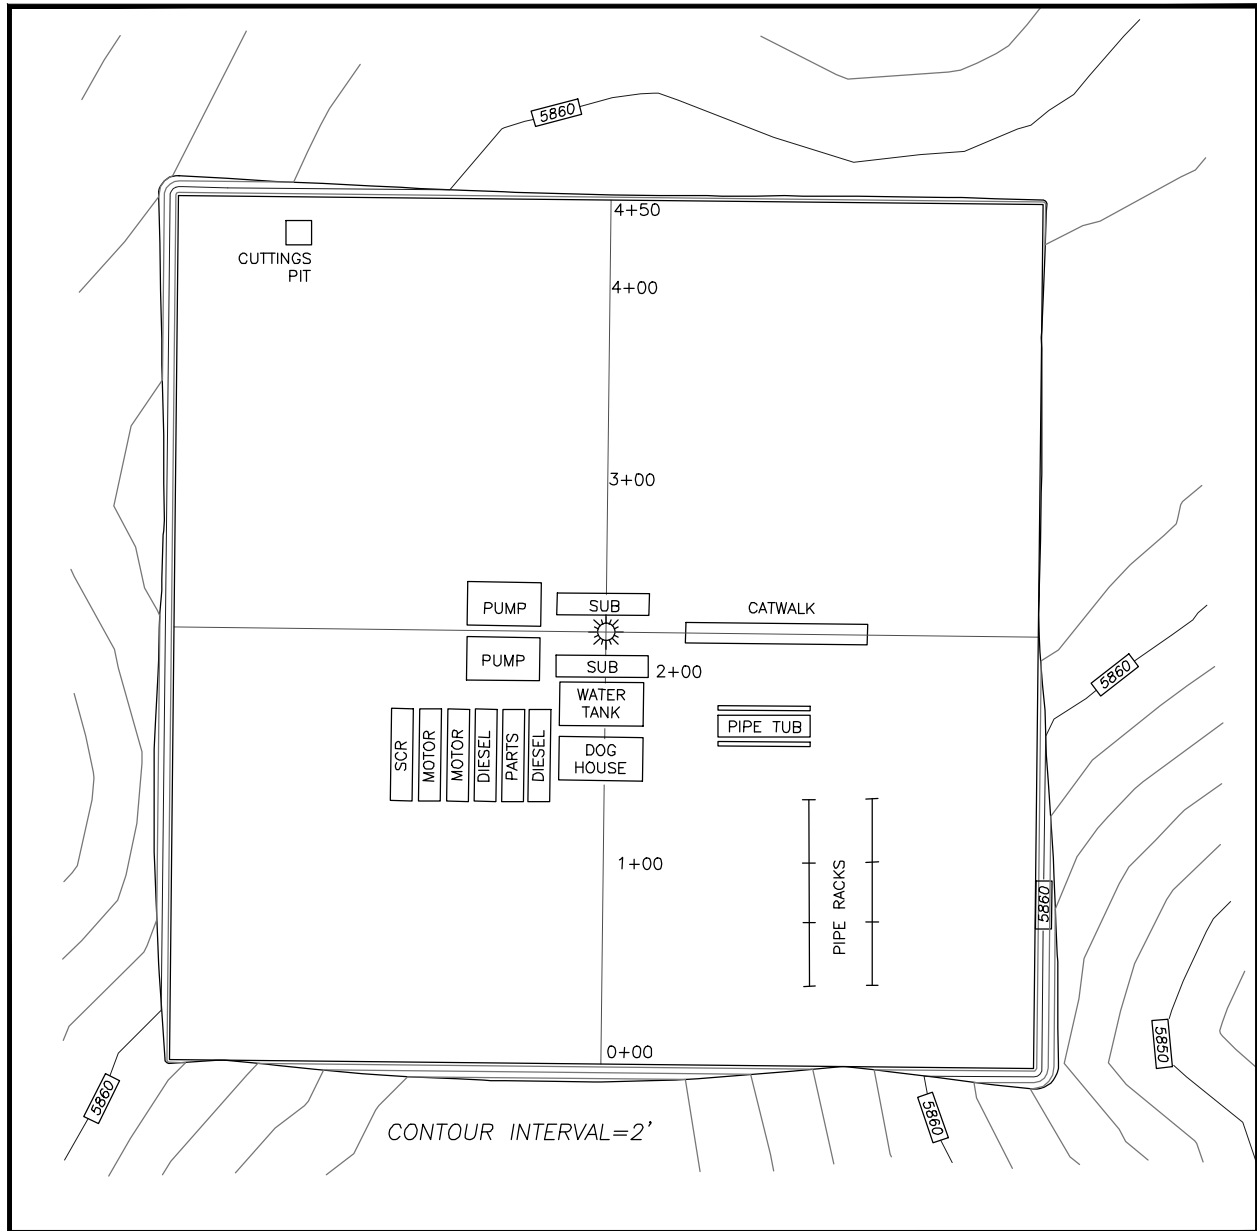 5860
4+50
CUTTINGS
PIT
4+00
3+00
PUMP
SUB
CATWALK
PUMP
SUB
2+00
5860
WATER
TANK
PIPE TUB
SCR
MOTOR
MOTOR
DIESEL
PARTS
DIESEL
DOG
HOUSE
1+00
PIPE RACKS
5860
0+00
5850
5860
5860
CONTOUR INTERVAL=2'